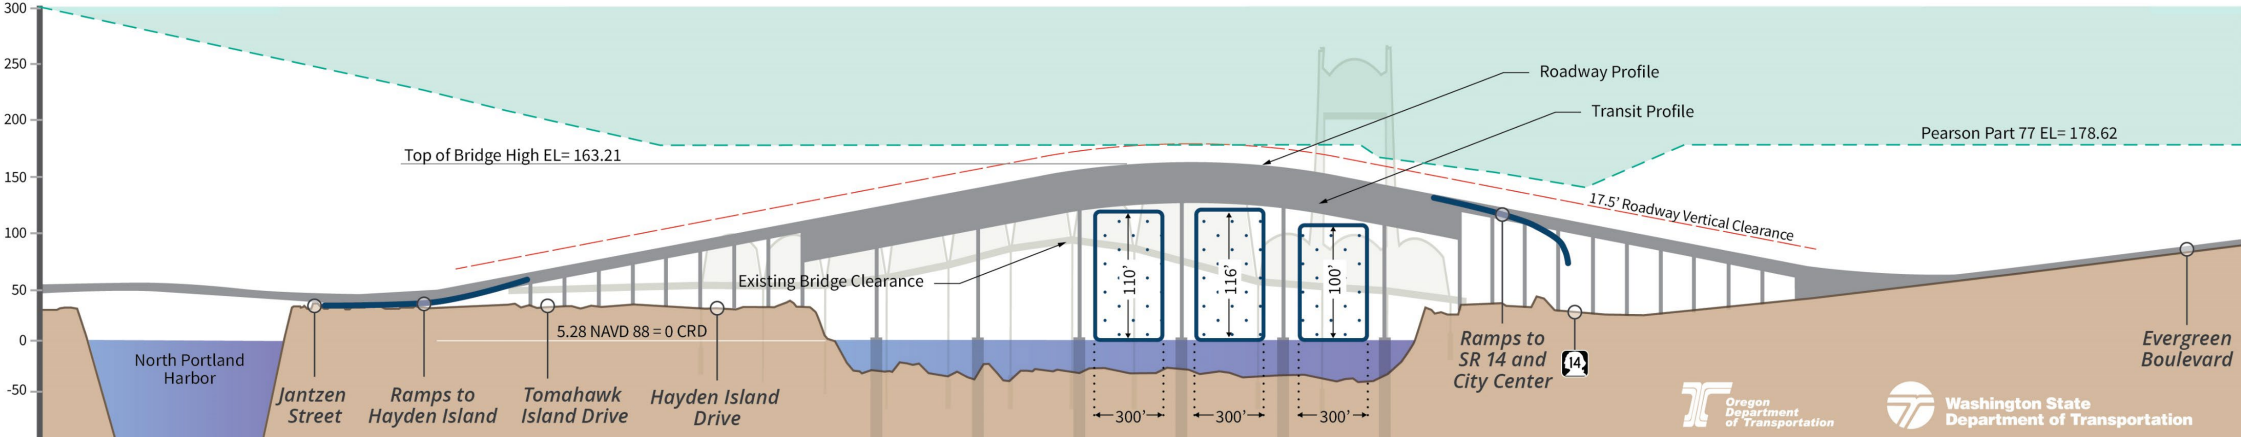 300
250
200
150
100
50
0
-50
Roadway Profile
Transit Profile
Pearson Part 77 EL= 178.62
Top of Bridge High EL= 163.21
17.5’ Roadway Vertical Clearance
Existing Bridge Clearance
110’
116’
100’
5.28 NAVD 88 = 0 CRD
North Portland
Harbor
Jantzen
Street
Ramps to
Hayden Island
Tomahawk
Island Drive
Hayden Island
Drive
300’
300’
300’
Ramps to
SR 14 and
City Center
14
Evergreen
Boulevard
Oregon
Department
of Transportation
Washington State
Department of Transportation